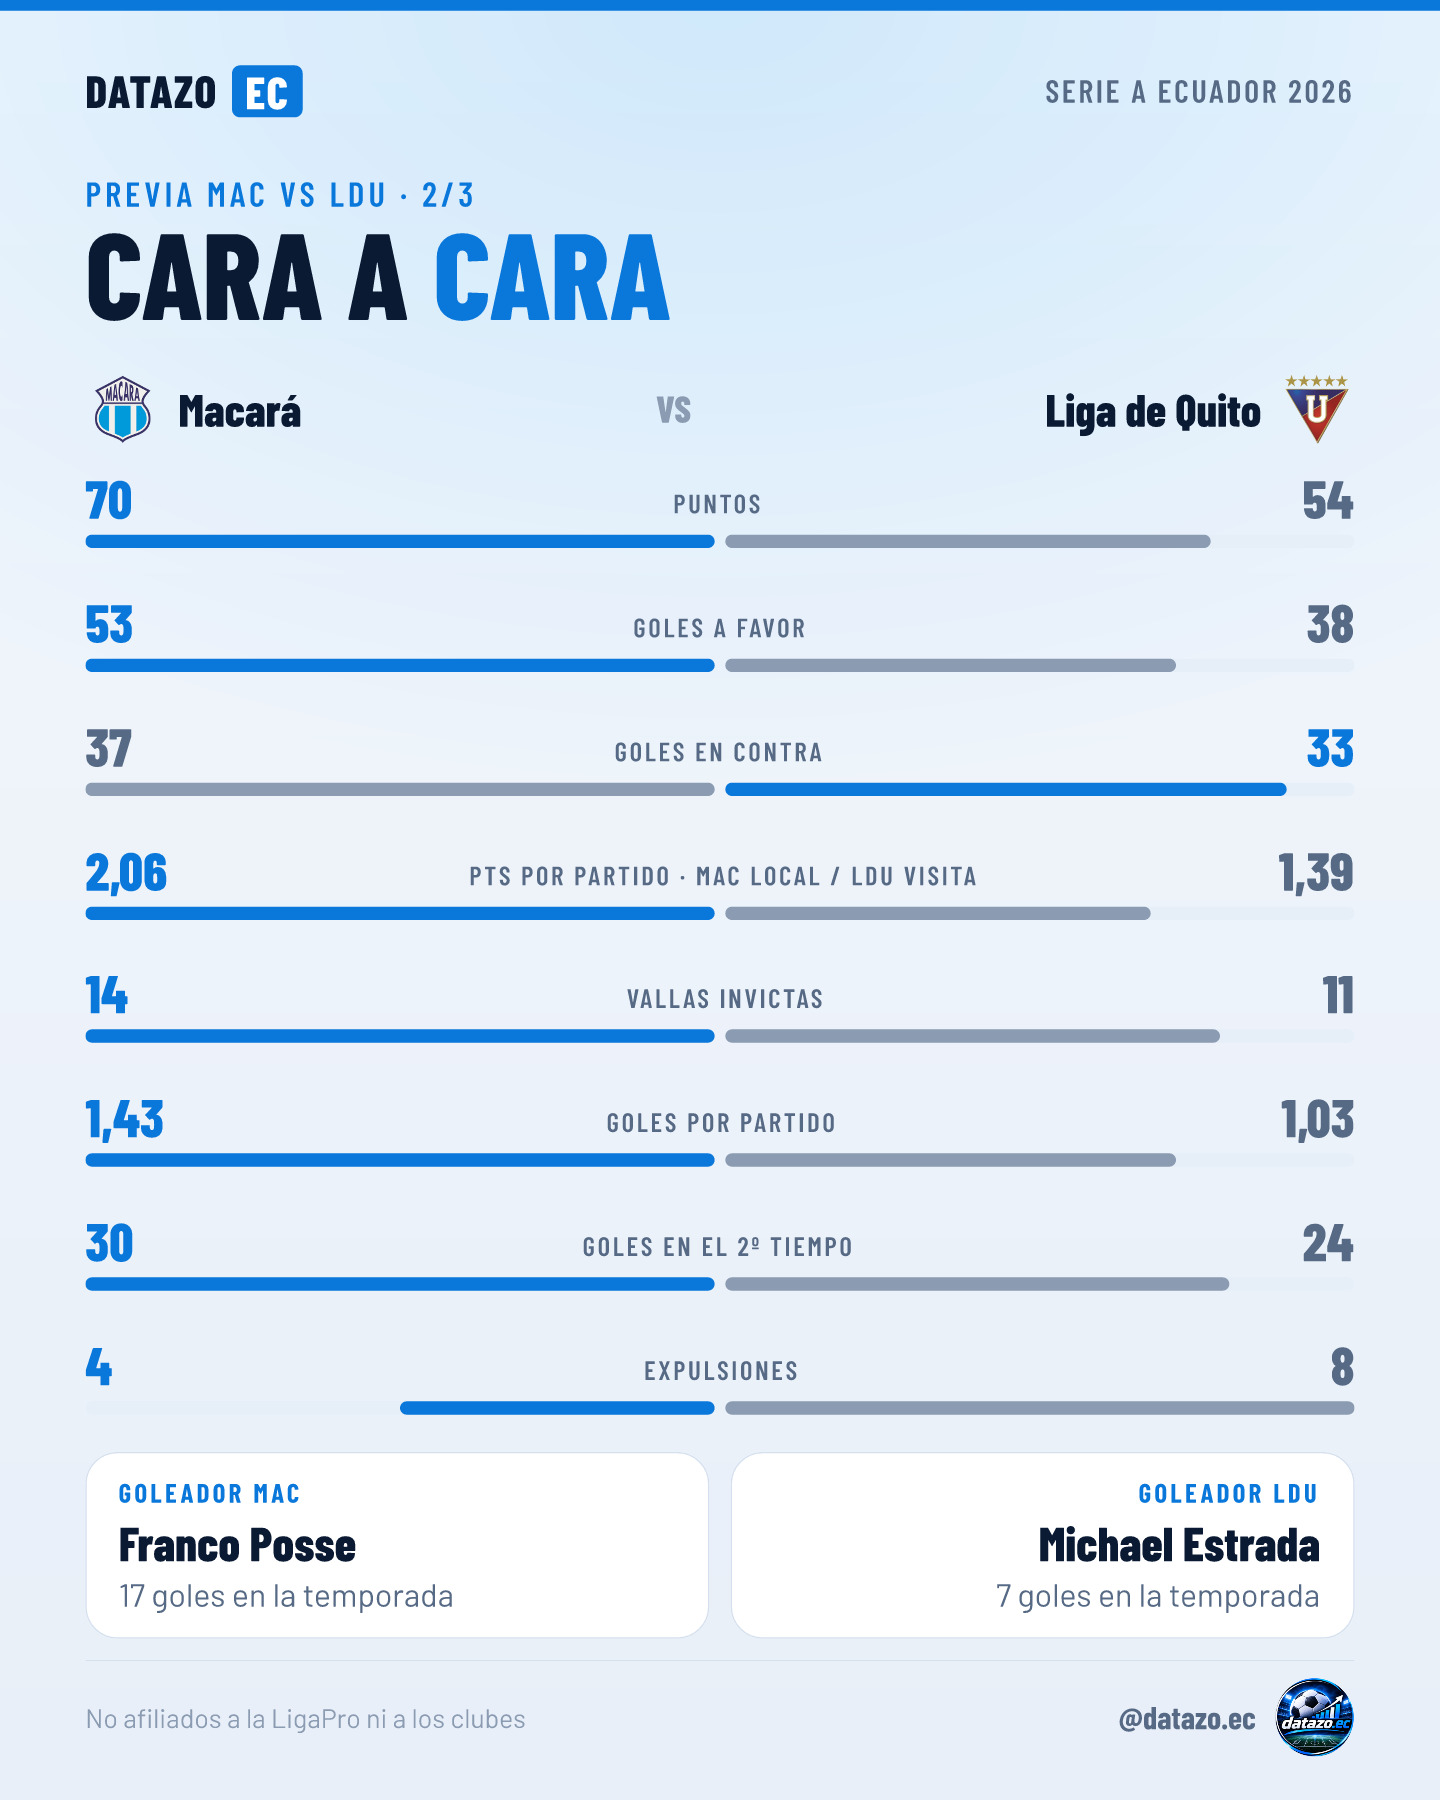 DATAZO EC
SERIE A ECUADOR 2026
PREVIA MAC VS LDU · 2/3
CARA A CARA
MACARA
Macará
VS
Liga de Quito
U
70 PUNTOS 54
53 GOLES A FAVOR 38
37 GOLES EN CONTRA 33
2,06 PTS POR PARTIDO · MAC LOCAL / LDU VISITA 1,39
14 VALLAS INVICTAS 11
1,43 GOLES POR PARTIDO 1,03
30 GOLES EN EL 2º TIEMPO 24
4 EXPULSIONES 8
GOLEADOR MAC
Franco Posse
17 goles en la temporada
GOLEADOR LDU
Michael Estrada
7 goles en la temporada
No afiliados a la LigaPro ni a los clubes
@datazo.ec
datazo.ec